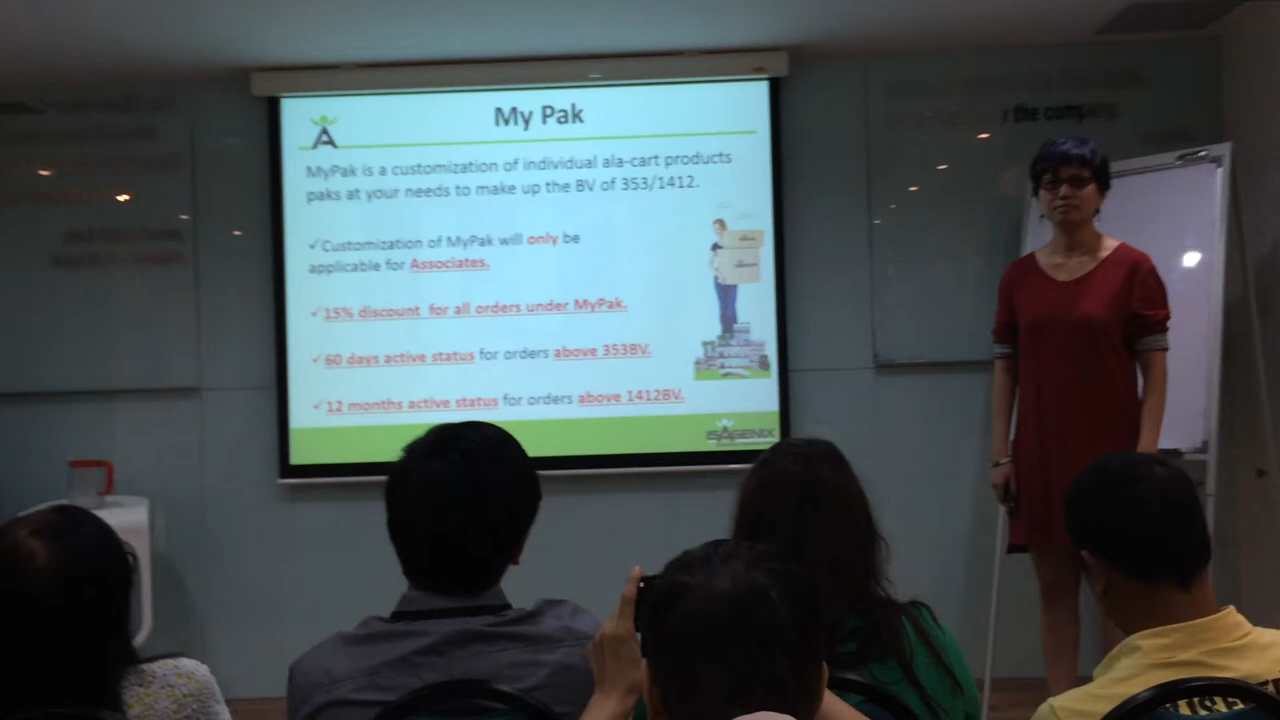 My Pak
MyPak is a customization of individual ala-cart products
paks at your needs to make up the BV of 353/1412.
✓Customization of MyPak will only be
applicable for Associates.
✓15% discount for all orders under MyPak.
✓60 days active status for orders above 353BV.
✓12 months active status for orders above 1412BV.
ISAGENIX
r the company